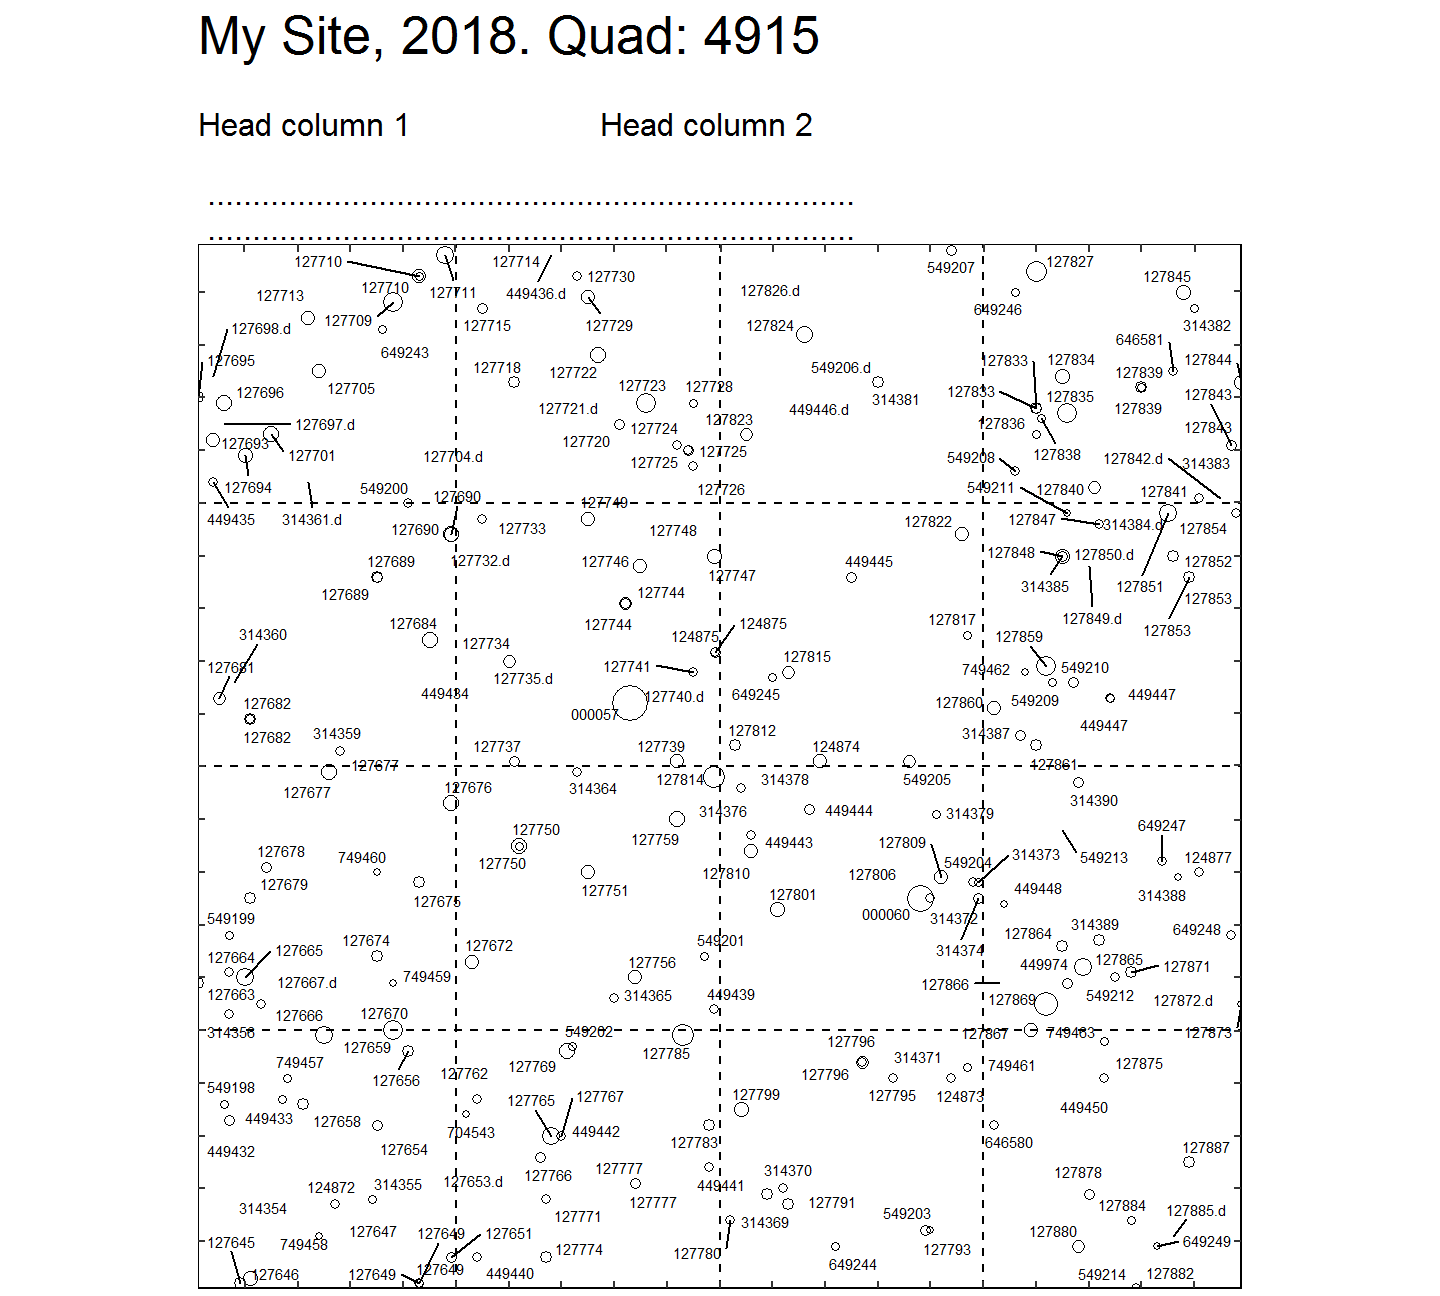 My Site, 2018. Quad: 4915
Head column 1 Head column 2
................................................................................
................................................................................
127710 127714 127730 549207 127827
127713 127710 127711 449436.d 127826.d 649246 127845
127698.d 127709 127715 127729 127824 314382
127695 649243 127718 127722 549206.d 127833 127834 646581 127844
127696 127705 127723 127728 314381 127833 127835 127839 127843
127697.d 127721.d 127724 127823 449446.d 127836 127839
127693 127701 127704.d 127720 127725 127725 549208 127838 127842.d 127843
127694 549200 127690 127726 549211 127840 127841 314383
449435 314361.d 127690 127733 127749 127748 127822 127847 314384.d 127854
127689 127732.d 127746 127747 449445 127848 127850.d 127852
127689 127744 314385 127851 127853
127684 127744 124875 124875 127817 127849.d 127853
314360 127734 127741 127815 127859
127681 449434 127735.d 127740.d 649245 749462 549210 449447
127682 000057 127860 549209 449447
127682 314359 127737 127739 127812 124874 314387
127677 127677 314364 127814 314378 549205 127861
127676 314376 449444 314379 314390
127750 127759 449443 127809 649247
127678 749460 127750 127810 127806 549204 314373 549213 124877
127679 127675 127751 127801 000060 314372 449448 314388
549199 127674 127672 549201 314374 127864 314389 649248
127664 127665 749459 127756 449974 127865 127871
127663 127667.d 314365 449439 127866 127869 549212 127872.d
314356 127666 127670 549202 127785 127796 127867 749463 127873
749457 127659 127656 127762 127769 127796 314371 749461 127875
549198 449433 127658 127765 127767 127799 127795 124873 449450
449432 127654 704543 449442 127783 646580 127887
124872 314355 127653.d 127766 127777 449441 314370 127878
314354 127647 127649 127651 127771 127777 314369 127791 549203 127884 127885.d
127645 749458 127649 127649 449440 127774 127780 649244 127793 127880 649249
127646 549214 127882